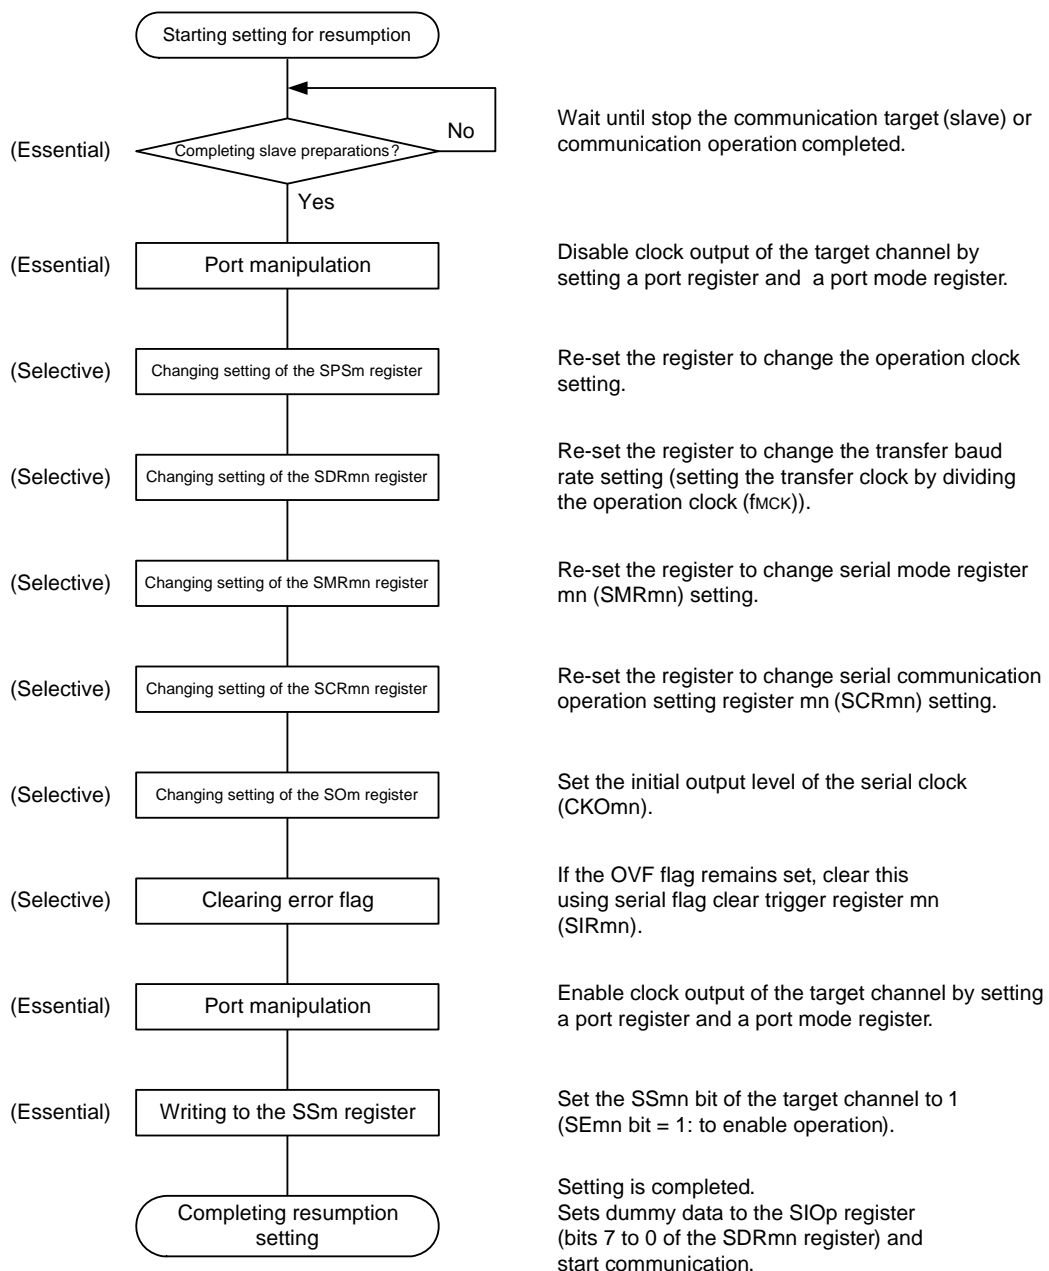 Starting setting for resumption
(Essential)
Completing slave preparations?
No
Wait until stop the communication target (slave) or
communication operation completed.
Yes
(Essential)
Port manipulation
Disable clock output of the target channel by
setting a port register and a port mode register.
(Selective)
Changing setting of the SPSm register
Re-set the register to change the operation clock
setting.
(Selective)
Changing setting of the SDRmn register
Re-set the register to change the transfer baud
rate setting (setting the transfer clock by dividing
the operation clock (fMCK)).
(Selective)
Changing setting of the SMRmn register
Re-set the register to change serial mode register
mn (SMRmn) setting.
(Selective)
Changing setting of the SCRmn register
Re-set the register to change serial communication
operation setting register mn (SCRmn) setting.
(Selective)
Changing setting of the SOm register
Set the initial output level of the serial clock
(CKOmn).
(Selective)
Clearing error flag
If the OVF flag remains set, clear this
using serial flag clear trigger register mn
(SIRmn).
(Essential)
Port manipulation
Enable clock output of the target channel by setting
a port register and a port mode register.
(Essential)
Writing to the SSm register
Set the SSmn bit of the target channel to 1
(SEmn bit = 1: to enable operation).
Completing resumption
setting
Setting is completed.
Sets dummy data to the SIOp register
(bits 7 to 0 of the SDRmn register) and
start communication.